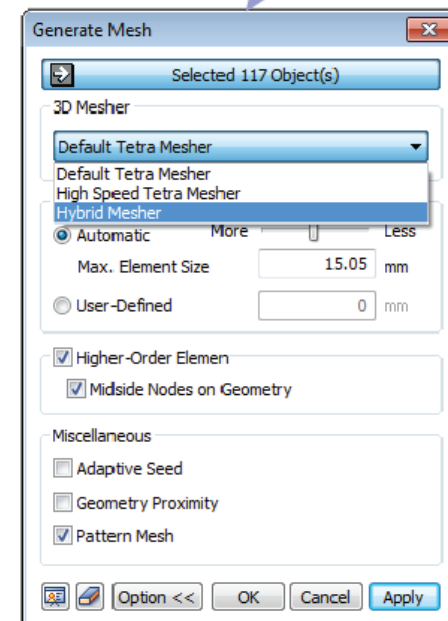 Generate Mesh
Selected 117 Object(s)
3D Mesher
Default Tetra Mesher
Default Tetra Mesher
High Speed Tetra Mesher
Hybrid Mesher
Automatic More Less
Max. Element Size 15.05 mm
User-Defined 0 mm
Higher-Order Elemen
Midside Nodes on Geometry
Miscellaneous
Adaptive Seed
Geometry Proximity
Pattern Mesh
Option << OK Cancel Apply